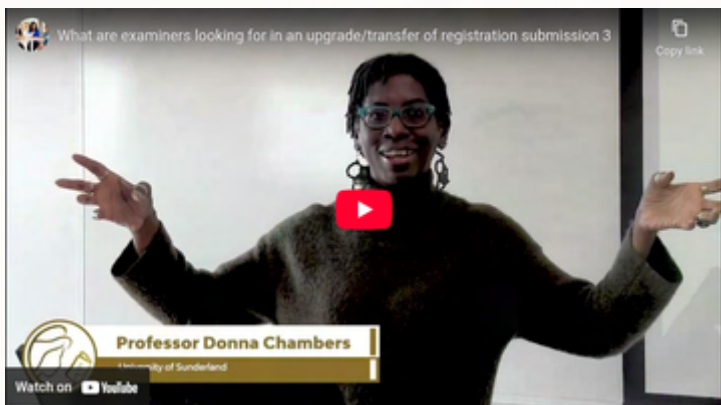 What are examiners looking for in an upgrade/transfer of registration submission 3
Copy link
Professor Donna Chambers
University of Sunderland
Watch on YouTube